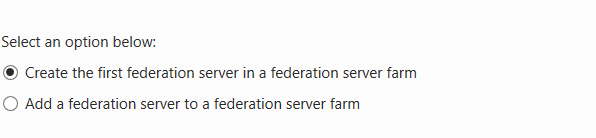 Select an option below:
Create the first federation server in a federation server farm
Add a federation server to a federation server farm